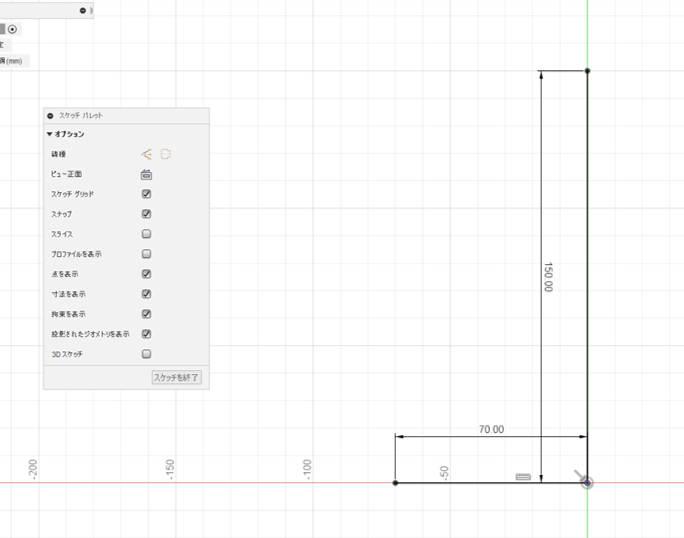 定
(mm)
スケッチ パレット
オプション
線種
ビュー正面
スケッチ グリッド
スナップ
スライス
プロファイルを表示
点を表示
寸法を表示
拘束を表示
投影されたジオメトリを表示
3D スケッチ
スケッチを終了
150.00
70.00
-200
-150
-100
-50